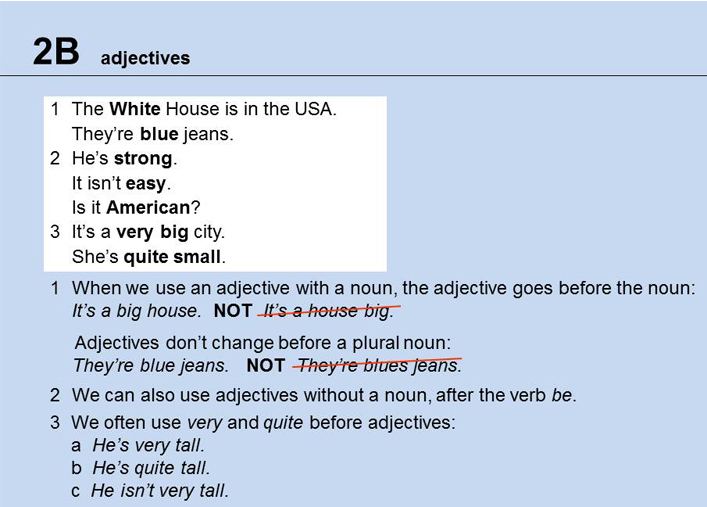 2B adjectives
1 The White House is in the USA.
They're blue jeans.
2 He's strong.
It isn't easy.
Is it American?
3 It's a very big city.
She's quite small.
1 When we use an adjective with a noun, the adjective goes before the noun:
It's a big house. NOT It's a house big.
Adjectives don't change before a plural noun:
They're blue jeans. NOT They're blues jeans.
2 We can also use adjectives without a noun, after the verb be.
3 We often use very and quite before adjectives:
a He's very tall.
b He's quite tall.
c He isn't very tall.